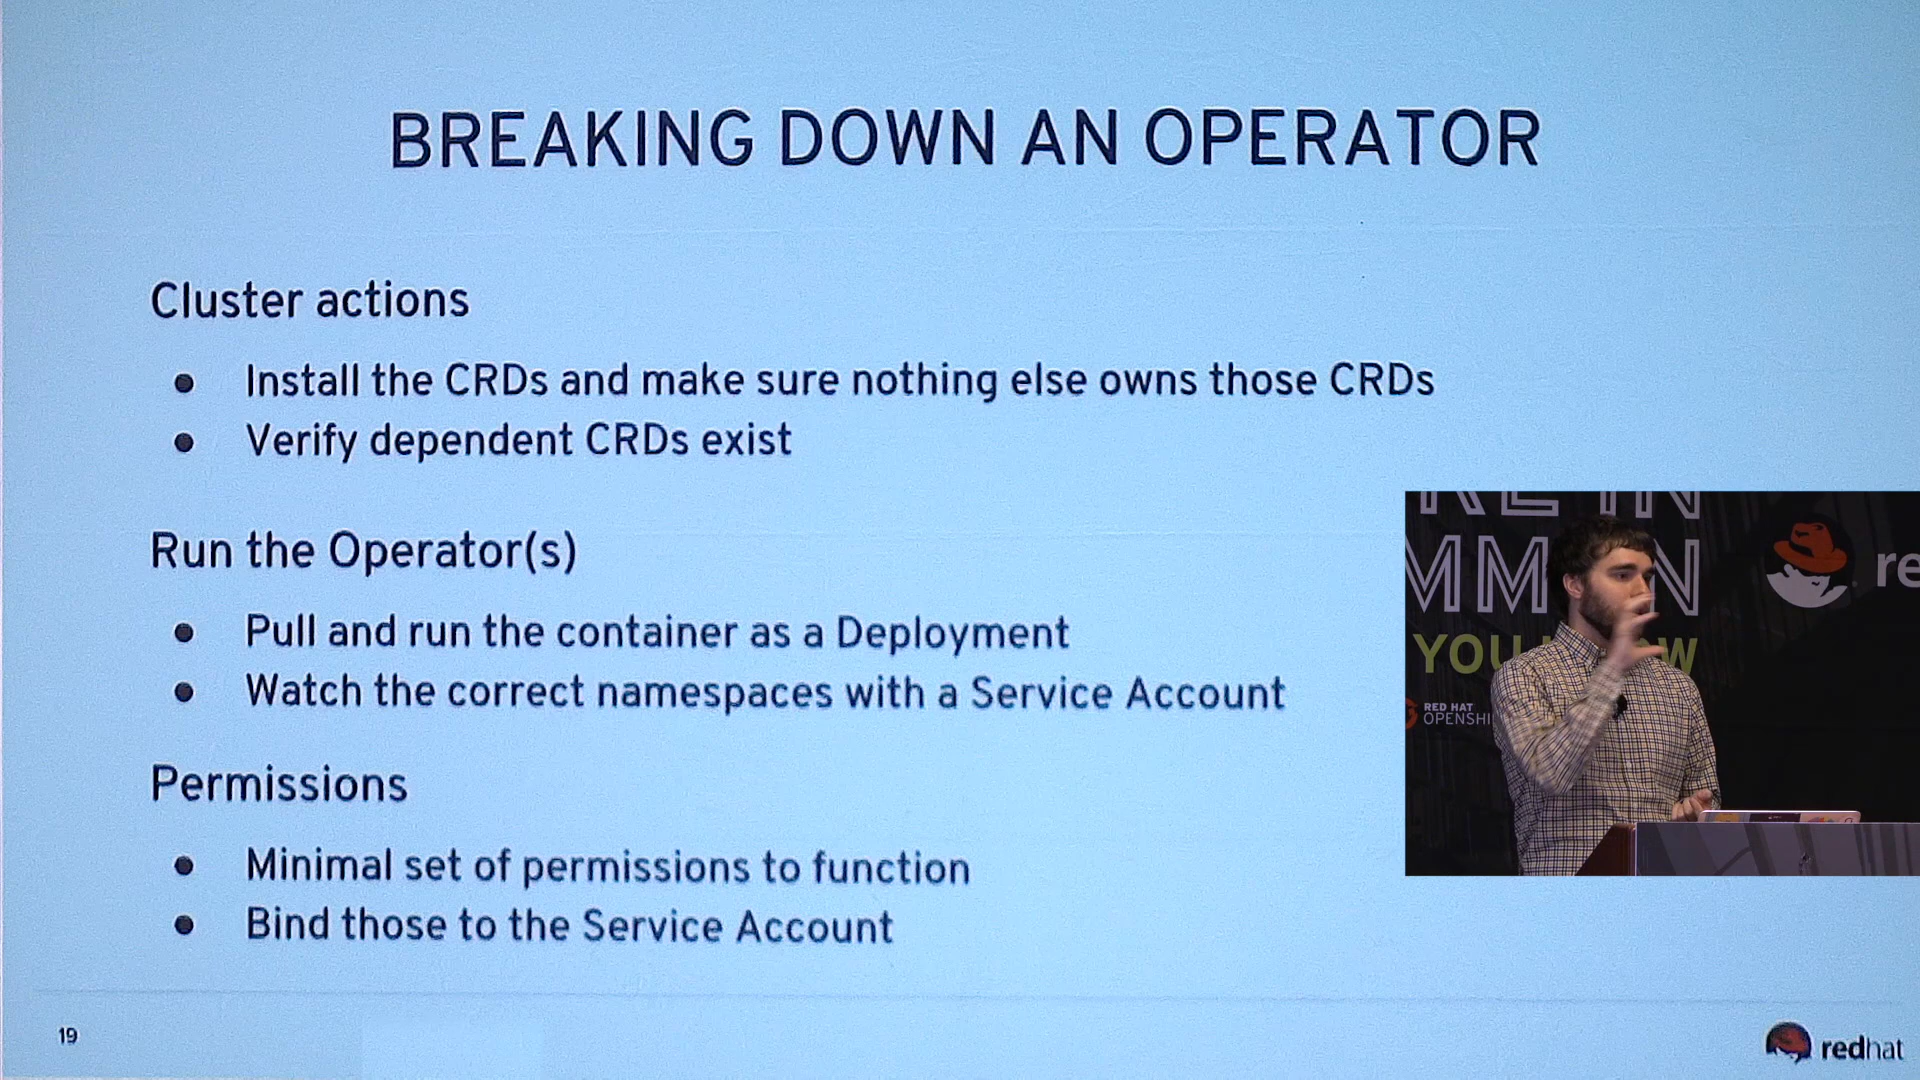 BREAKING DOWN AN OPERATOR
Cluster actions
● Install the CRDs and make sure nothing else owns those CRDs
● Verify dependent CRDs exist
Run the Operator(s)
● Pull and run the container as a Deployment
● Watch the correct namespaces with a Service Account
Permissions
● Minimal set of permissions to function
● Bind those to the Service Account
19
redhat
RED HAT